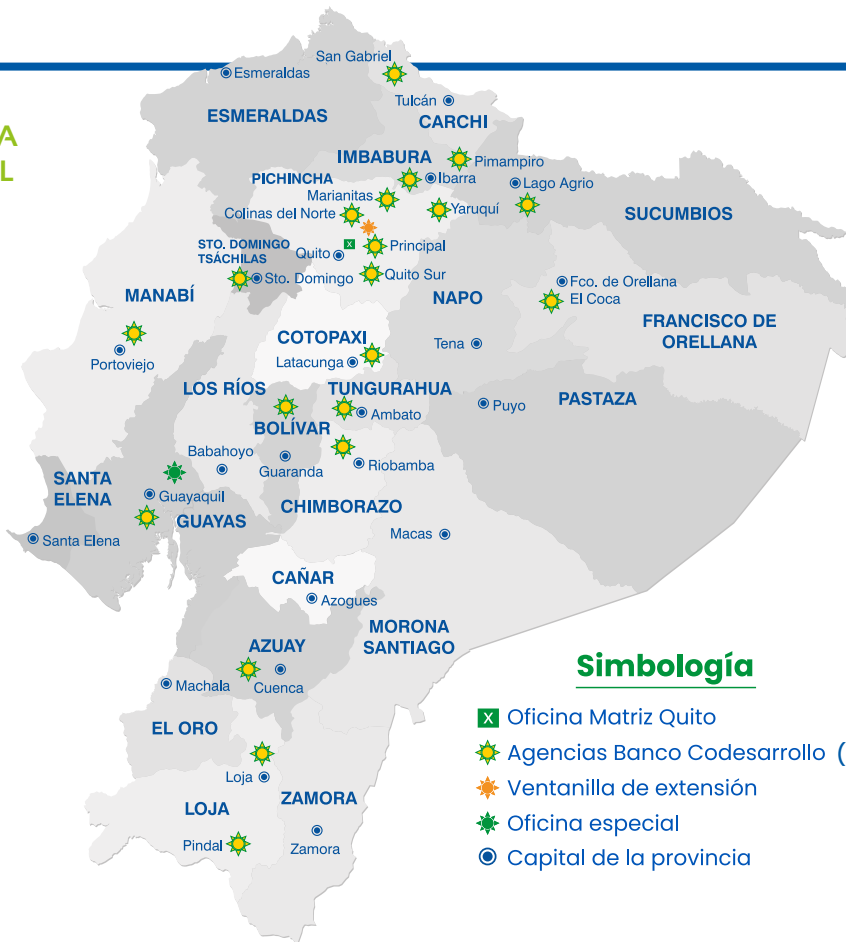 San Gabriel
Esmeraldas
Tulcán
ESMERALDAS
CARCHI
A
L
IMBABURA
Pimampiro
PICHINCHA
Ibarra
Lago Agrio
Marianitas
Colinas del Norte
Yaruquí
SUCUMBIOS
STO. DOMINGO
TSÁCHILAS
X
Principal
Quito
Sto. Domingo
Quito Sur
Fco. de Orellana
El Coca
MANABÍ
NAPO
FRANCISCO DE
ORELLANA
COTOPAXI
Tena
Portoviejo
Latacunga
LOS RÍOS
TUNGURAHUA
PASTAZA
Ambato
Puyo
BOLÍVAR
Babahoyo
Guaranda
Riobamba
SANTA
ELENA
Guayaquil
CHIMBORAZO
GUAYAS
Santa Elena
Macas
CAÑAR
Azogues
MORONA
SANTIAGO
AZUAY
Machala
Cuenca
EL ORO
Loja
LOJA
ZAMORA
Pindal
Zamora
Simbología
X Oficina Matriz Quito
Agencias Banco Codesarrollo (
Ventanilla de extensión
Oficina especial
Capital de la provincia